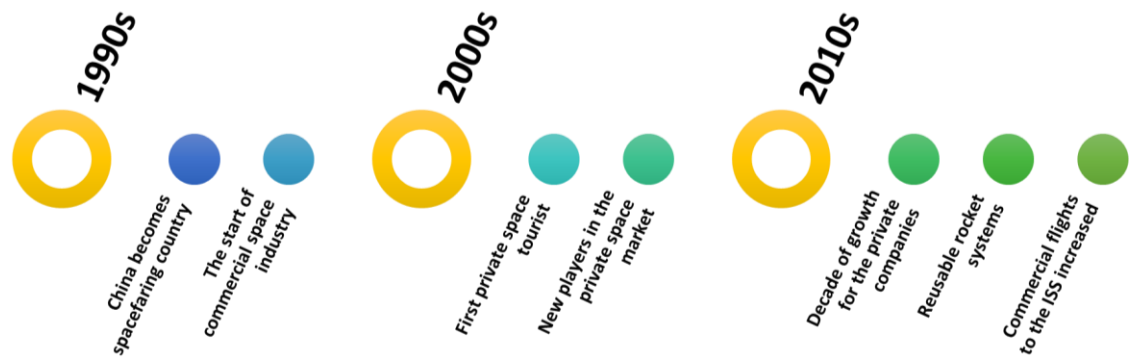 1990s
China becomes
spacefaring country
The start of
commercial space
industry
2000s
First private space
tourist
New players in the
private space
market
2010s
Decade of growth
for the private
companies
Reusable rocket
systems
Commercial flights
to the ISS increased